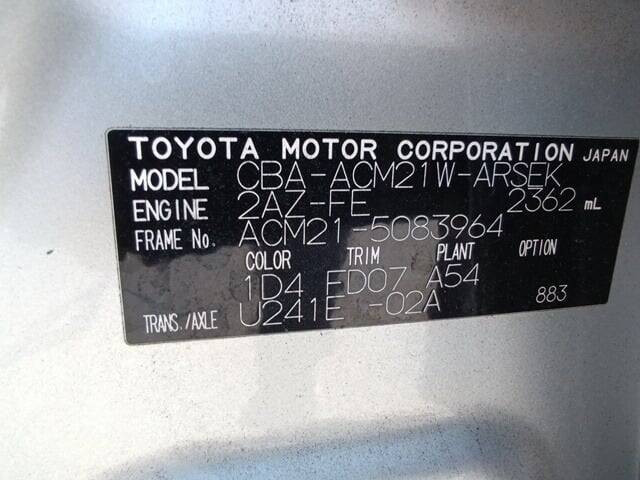 TOYOTA MOTOR CORPORATION JAPAN
MODEL CBA-ACM21W-ARSEK
ENGINE 2AZ-FE 2362 mL
FRAME No. ACM21-5083964
COLOR TRIM PLANT OPTION
1D4 FD07 A54
TRANS./AXLE U241E -02A 883